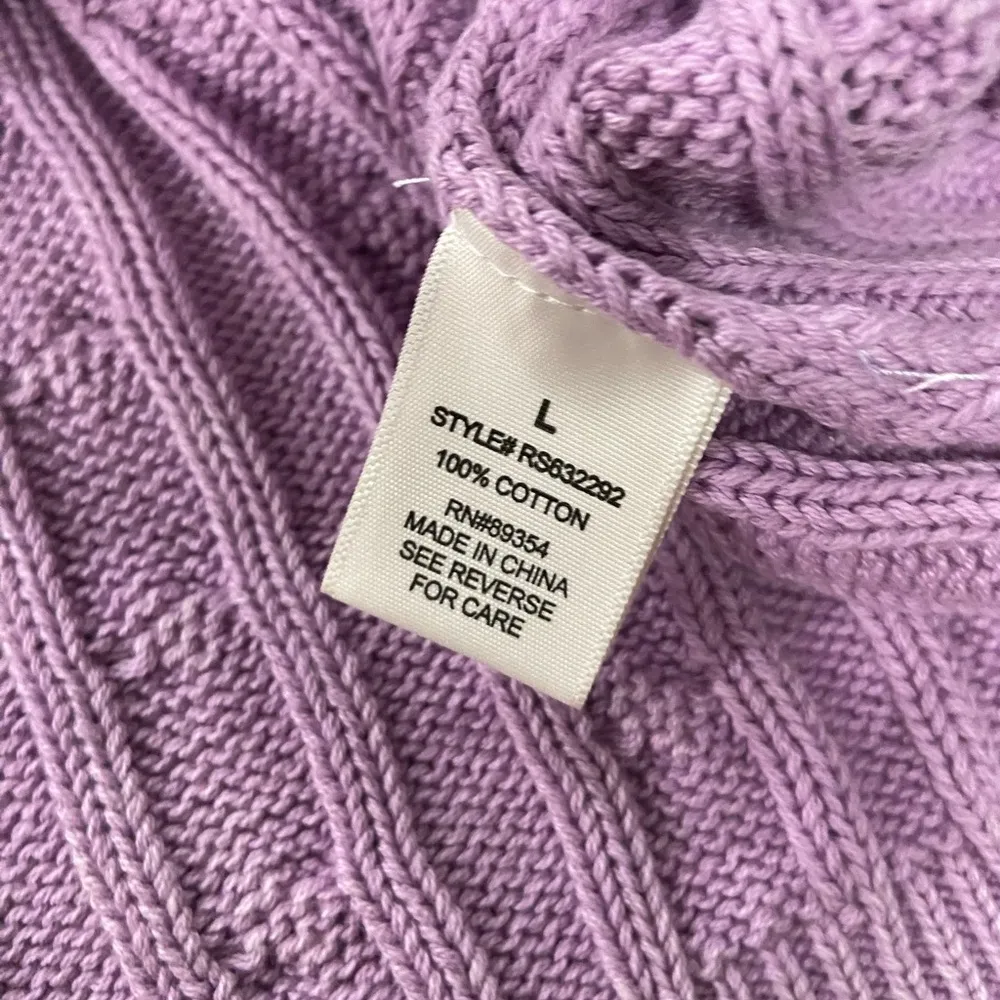 L
STYLE# RS632292
100% COTTON
RN#89354
MADE IN CHINA
SEE REVERSE
FOR CARE